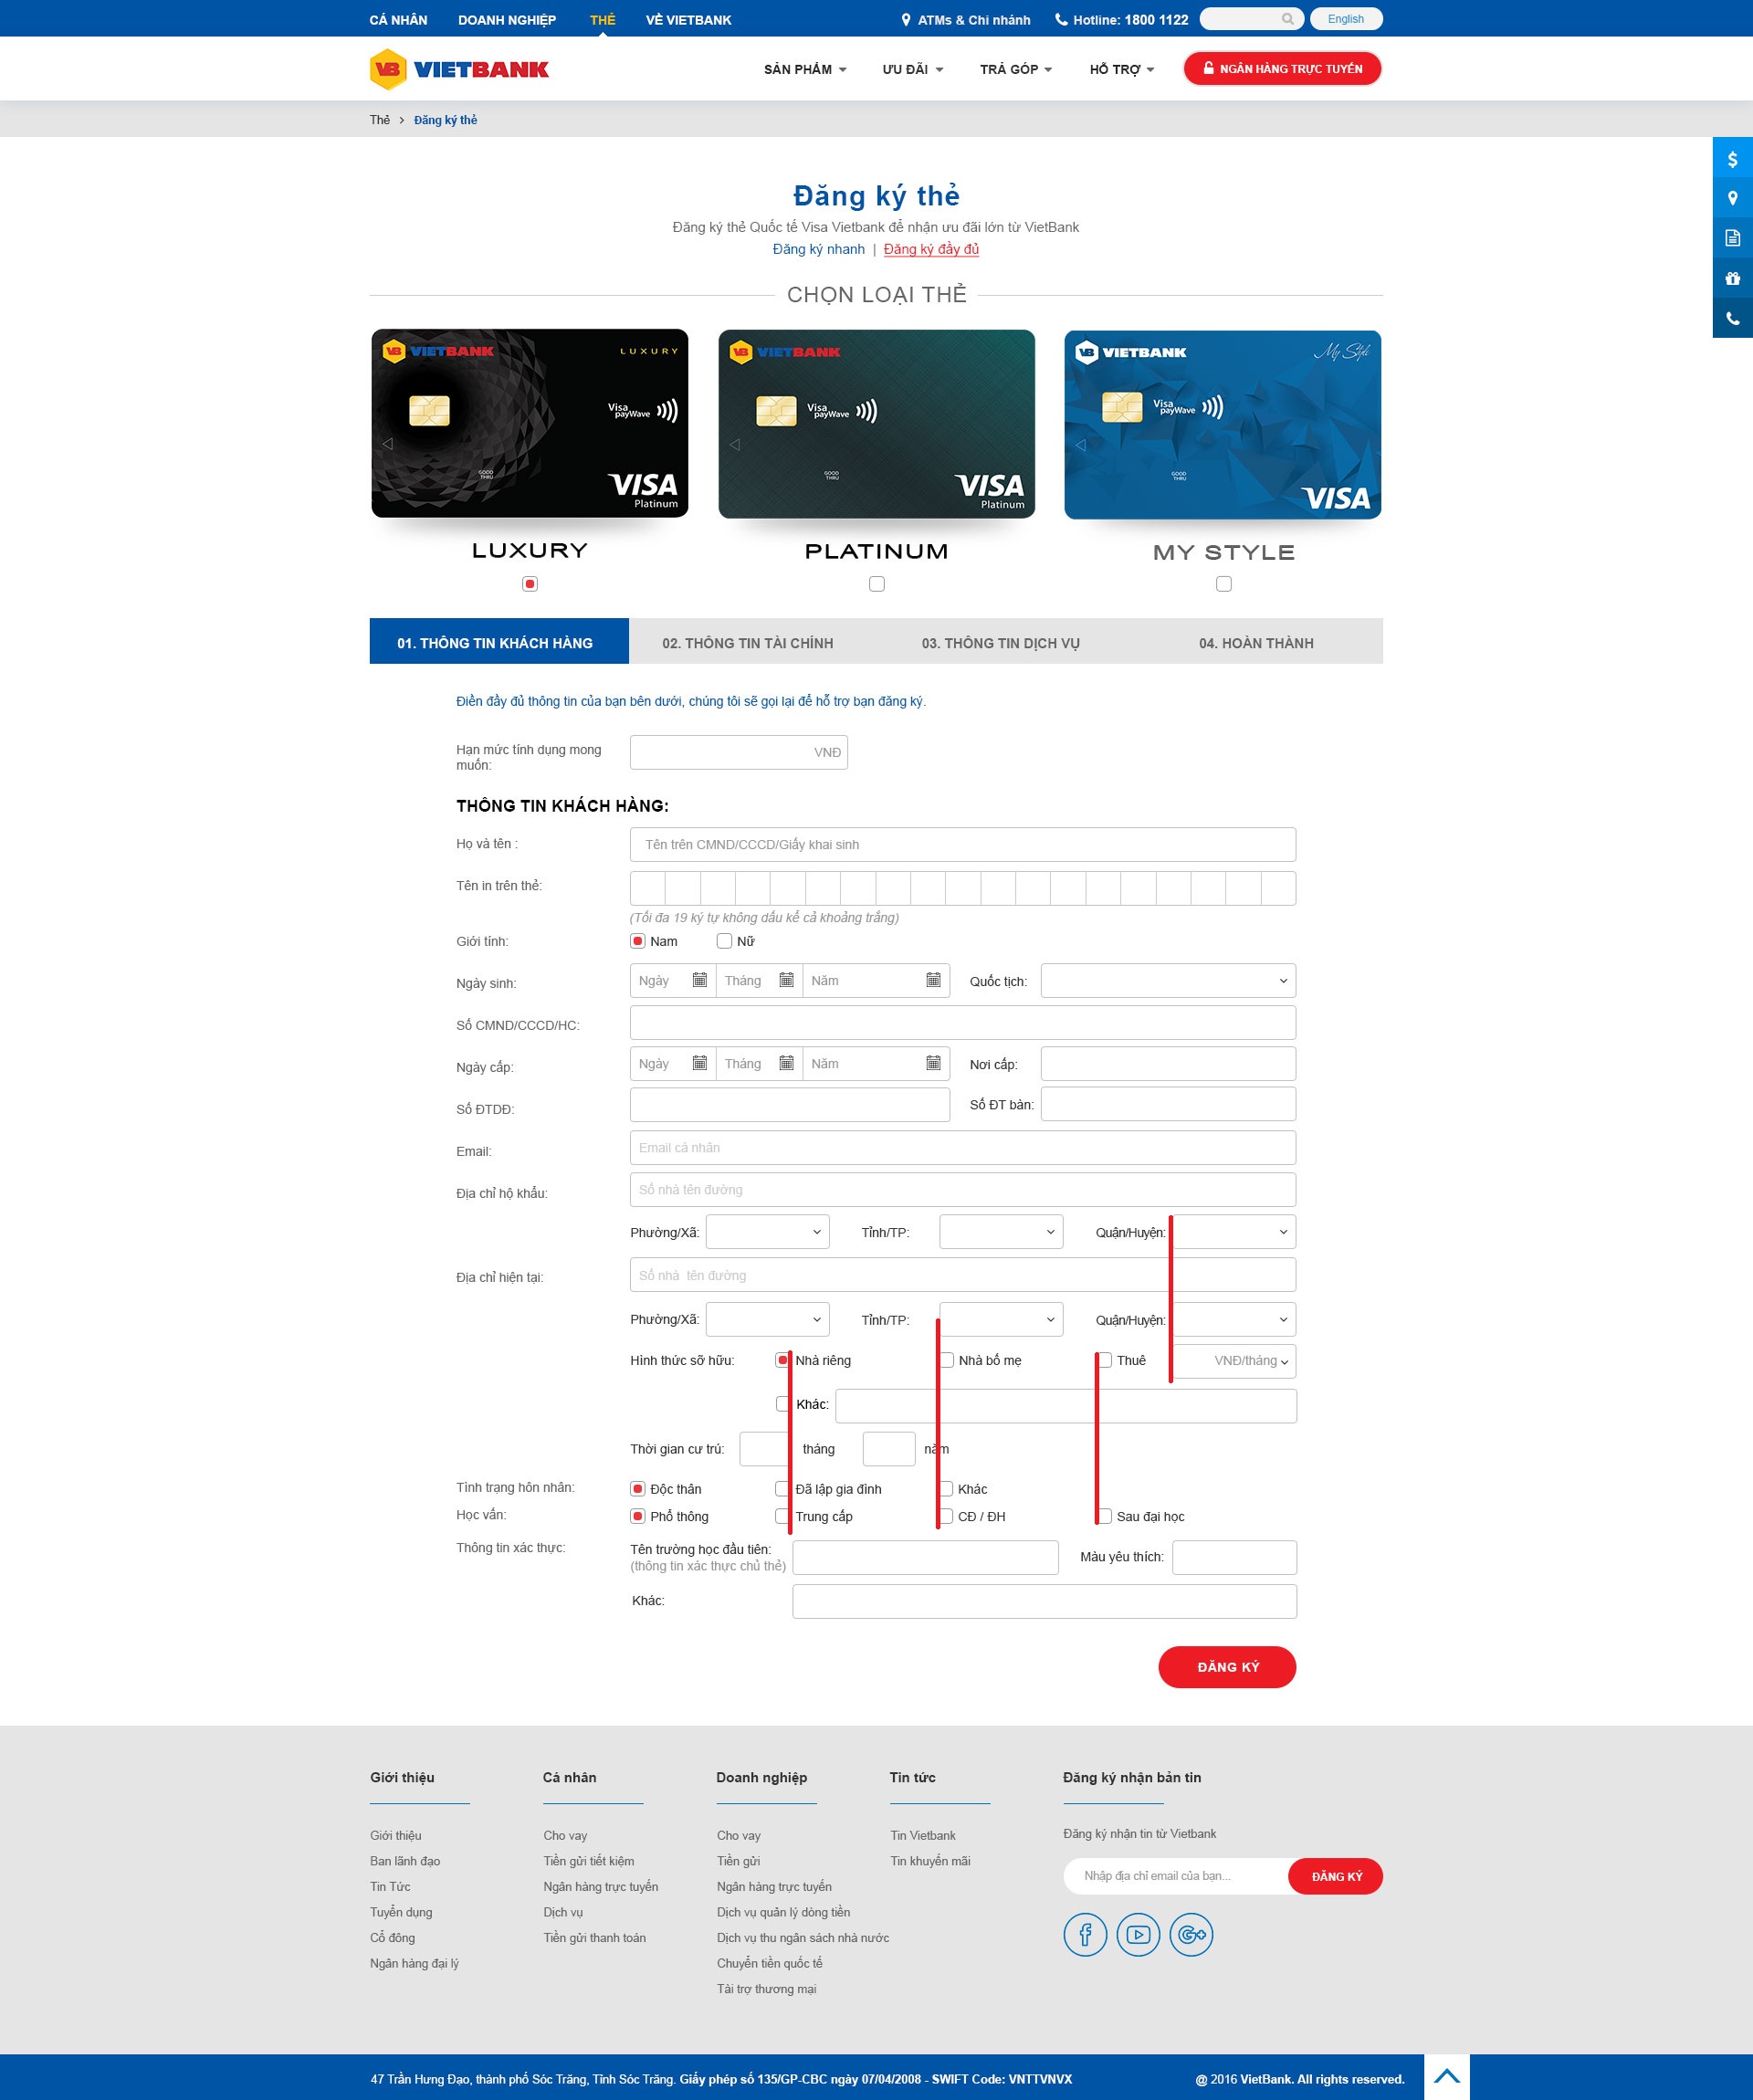 CÁ NHÂN DOANH NGHIỆP THẺ VỀ VIETBANK ATMs & Chi nhánh Hotline: 1800 1122 English
VB VIETBANK SẢN PHẨM ƯU ĐÃI TRẢ GÓP HỖ TRỢ NGÂN HÀNG TRỰC TUYẾN
Thẻ > Đăng ký thẻ
Đăng ký thẻ
Đăng ký thẻ Quốc tế Visa Vietbank để nhận ưu đãi lớn từ VietBank
Đăng ký nhanh | Đăng ký đầy đủ
CHỌN LOẠI THẺ
VB VIETBANK LUXURY
Visa payWave
GOOD THRU
VISA
Platinum
VB VIETBANK
Visa payWave
GOOD THRU
VISA
Platinum
VB VIETBANK My Style
Visa payWave
GOOD THRU
VISA
LUXURY PLATINUM MY STYLE
01. THÔNG TIN KHÁCH HÀNG 02. THÔNG TIN TÀI CHÍNH 03. THÔNG TIN DỊCH VỤ 04. HOÀN THÀNH
Điền đầy đủ thông tin của bạn bên dưới, chúng tôi sẽ gọi lại để hỗ trợ bạn đăng ký.
Hạn mức tính dụng mong
muốn: VNĐ
THÔNG TIN KHÁCH HÀNG:
Họ và tên : Tên trên CMND/CCCD/Giấy khai sinh
Tên in trên thẻ:
(Tối đa 19 ký tự không dấu kể cả khoảng trắng)
Giới tính: Nam Nữ
Ngày sinh: Ngày Tháng Năm Quốc tịch:
Số CMND/CCCD/HC:
Ngày cấp: Ngày Tháng Năm Nơi cấp:
Số ĐTDĐ: Số ĐT bàn:
Email: Email cá nhân
Địa chỉ hộ khẩu: Số nhà tên đường
Phường/Xã: Tỉnh/TP: Quận/Huyện:
Địa chỉ hiện tại: Số nhà tên đường
Phường/Xã: Tỉnh/TP: Quận/Huyện:
Hình thức sỡ hữu: Nhà riêng Nhà bố mẹ Thuê VNĐ/tháng
Khác:
Thời gian cư trú: tháng năm
Tình trạng hôn nhân: Độc thân Đã lập gia đình Khác
Học vấn: Phổ thông Trung cấp CĐ / ĐH Sau đại học
Thông tin xác thực: Tên trường học đầu tiên: Màu yêu thích:
(thông tin xác thực chủ thẻ)
Khác:
ĐĂNG KÝ
Giới thiệu
Giới thiệu
Ban lãnh đạo
Tin Tức
Tuyển dụng
Cổ đông
Ngân hàng đại lý
Cá nhân
Cho vay
Tiền gửi tiết kiệm
Ngân hàng trực tuyến
Dịch vụ
Tiền gửi thanh toán
Doanh nghiệp
Cho vay
Tiền gửi
Ngân hàng trực tuyến
Dịch vụ quản lý dòng tiền
Dịch vụ thu ngân sách nhà nước
Chuyển tiền quốc tế
Tài trợ thương mại
Tin tức
Tin Vietbank
Tin khuyến mãi
Đăng ký nhận bản tin
Đăng ký nhận tin từ Vietbank
Nhập địa chỉ email của bạn... ĐĂNG KÝ
47 Trần Hưng Đạo, thành phố Sóc Trăng, Tỉnh Sóc Trăng. Giấy phép số 135/GP-CBC ngày 07/04/2008 - SWIFT Code: VNTTVNVX @ 2016 VietBank. All rights reserved.